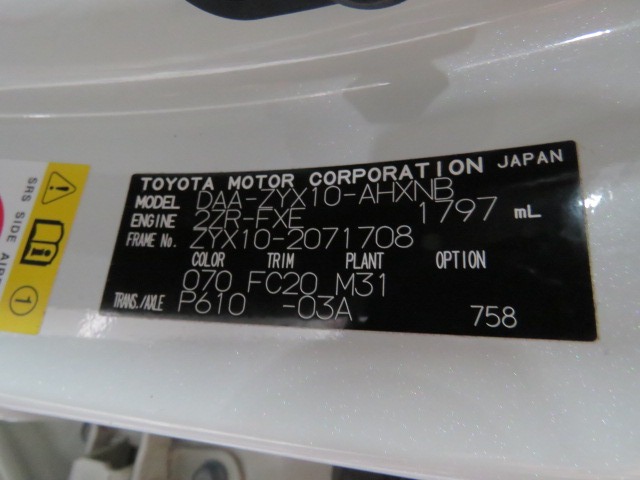 TOYOTA MOTOR CORPORATION JAPAN
MODEL DAA-ZYX10-AHXNB
ENGINE 2ZR-FXE 1797 mL
FRAME No. ZYX10-2071708
COLOR TRIM PLANT OPTION
070 FC20 M31
TRANS./AXLE P610 -03A 758
SRS SIDE
1